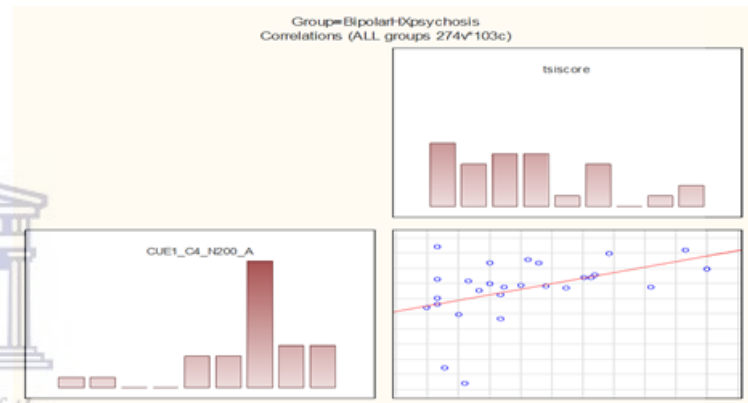 Group=BipolarHXpsychosis
Correlations (ALL groups 274v*103c)
tsiscore
CUE1_C4_N200_A